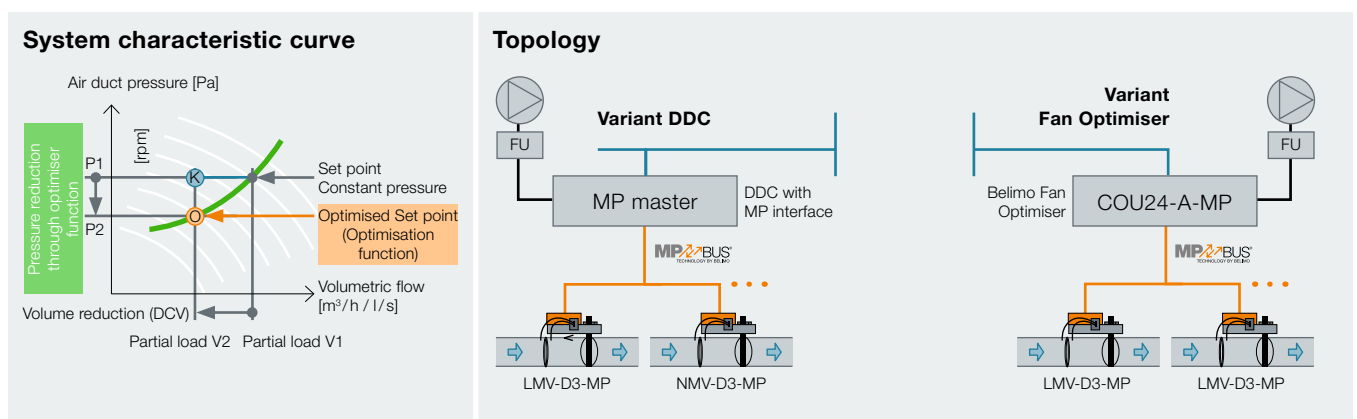 System characteristic curve
Air duct pressure [Pa]
Pressure reduction
through optimiser
function
P1
P2
[rpm]
K
O
Set point
Constant pressure
Optimised Set point
(Optimisation
function)
Volumetric flow
[m³/h / l/s]
Volume reduction (DCV)
Partial load V2
Partial load V1
Topology
FU
Variant DDC
MP master
DDC with
MP interface
MP BUS®
TECHNOLOGY BY BELIMO
LMV-D3-MP
NMV-D3-MP
Variant
Fan Optimiser
FU
Belimo Fan
Optimiser
COU24-A-MP
MP BUS®
TECHNOLOGY BY BELIMO
LMV-D3-MP
LMV-D3-MP